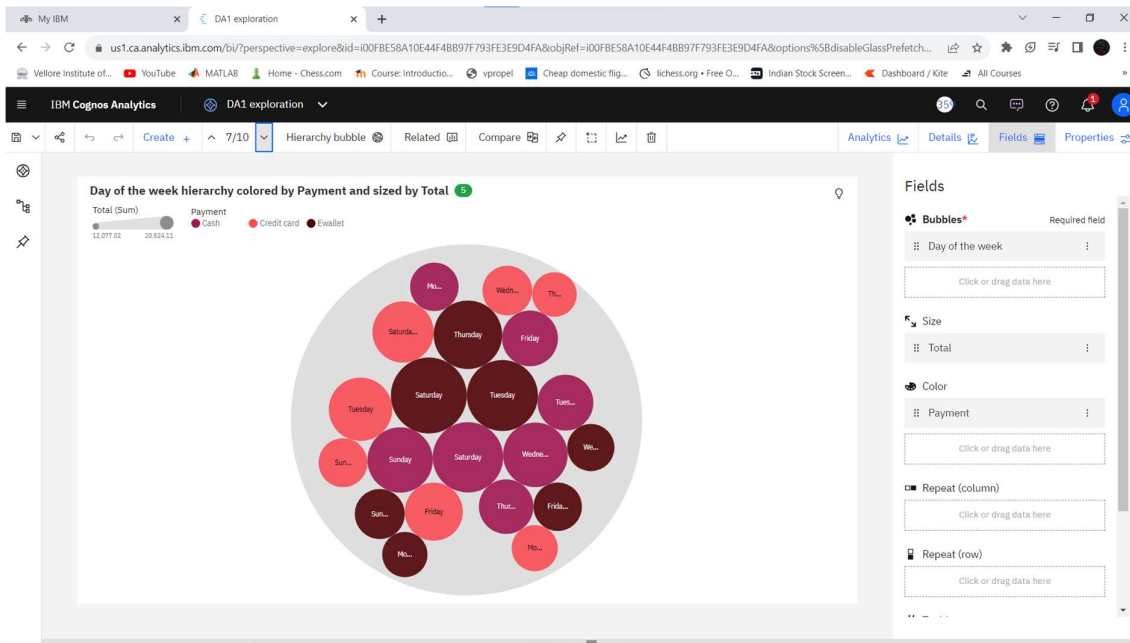 My IBM
DA1 exploration
us1.ca.analytics.ibm.com/bi/?perspective=explore&id=i00FBE58A10E44F4BB97F793FE3E9D4FA&objRef=i00FBE58A10E44F4BB97F793FE3E9D4FA&options%5BdisableGlassPrefetch...
Vellore Institute of... YouTube MATLAB Home - Chess.com Course: Introductio... vpropel Cheap domestic flig... lichess.org • Free O... Indian Stock Screen... Dashboard / Kite All Courses
IBM Cognos Analytics DA1 exploration 359 1
Create + 7/10 Hierarchy bubble Related Compare Analytics Details Fields Properties
Day of the week hierarchy colored by Payment and sized by Total 5
Total (Sum) Payment
Cash Credit card Ewallet
12,077.02 20,524.11
Mo... Wedn... Th...
Saturda... Thursday Friday
Saturday Tuesday Tues...
Tuesday
Sun... Sunday Saturday Wedne... We...
Sun... Friday Thur... Frida...
Mo... Mo...
Fields
Bubbles* Required field
Day of the week
Click or drag data here
Size
Total
Color
Payment
Click or drag data here
Repeat (column)
Click or drag data here
Repeat (row)
Click or drag data here